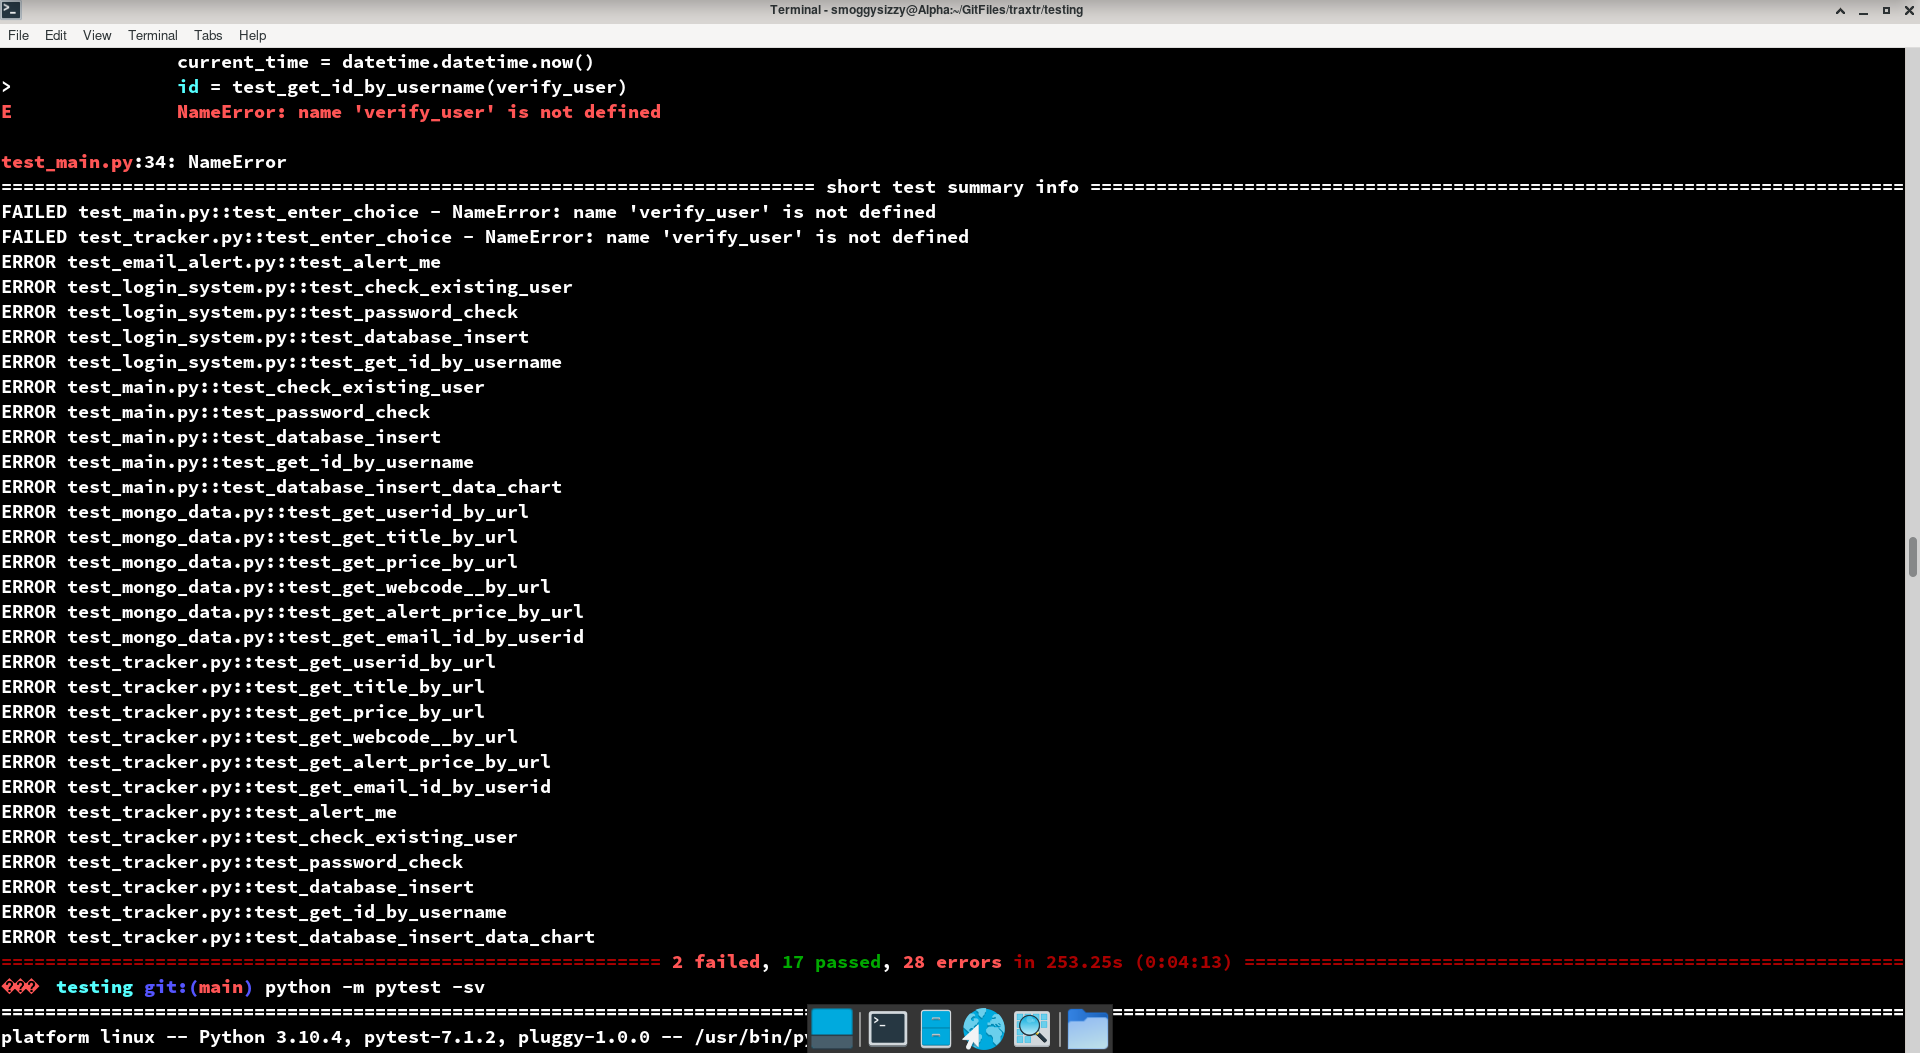 Terminal - smoggysizzy@Alpha:~/GitFiles/traxtr/testing
File Edit View Terminal Tabs Help
current_time = datetime.datetime.now()
> id = test_get_id_by_username(verify_user)
E NameError: name 'verify_user' is not defined
test_main.py:34: NameError
========================================================================== short test summary info ==========================================================================
FAILED test_main.py::test_enter_choice - NameError: name 'verify_user' is not defined
FAILED test_tracker.py::test_enter_choice - NameError: name 'verify_user' is not defined
ERROR test_email_alert.py::test_alert_me
ERROR test_login_system.py::test_check_existing_user
ERROR test_login_system.py::test_password_check
ERROR test_login_system.py::test_database_insert
ERROR test_login_system.py::test_get_id_by_username
ERROR test_main.py::test_check_existing_user
ERROR test_main.py::test_password_check
ERROR test_main.py::test_database_insert
ERROR test_main.py::test_get_id_by_username
ERROR test_main.py::test_database_insert_data_chart
ERROR test_mongo_data.py::test_get_userid_by_url
ERROR test_mongo_data.py::test_get_title_by_url
ERROR test_mongo_data.py::test_get_price_by_url
ERROR test_mongo_data.py::test_get_webcode__by_url
ERROR test_mongo_data.py::test_get_alert_price_by_url
ERROR test_mongo_data.py::test_get_email_id_by_userid
ERROR test_tracker.py::test_get_userid_by_url
ERROR test_tracker.py::test_get_title_by_url
ERROR test_tracker.py::test_get_price_by_url
ERROR test_tracker.py::test_get_webcode__by_url
ERROR test_tracker.py::test_get_alert_price_by_url
ERROR test_tracker.py::test_get_email_id_by_userid
ERROR test_tracker.py::test_alert_me
ERROR test_tracker.py::test_check_existing_user
ERROR test_tracker.py::test_password_check
ERROR test_tracker.py::test_database_insert
ERROR test_tracker.py::test_get_id_by_username
ERROR test_tracker.py::test_database_insert_data_chart
============================================================ 2 failed, 17 passed, 28 errors in 253.25s (0:04:13) ============================================================
��� testing git:(main) python -m pytest -sv
platform linux -- Python 3.10.4, pytest-7.1.2, pluggy-1.0.0 -- /usr/bin/py